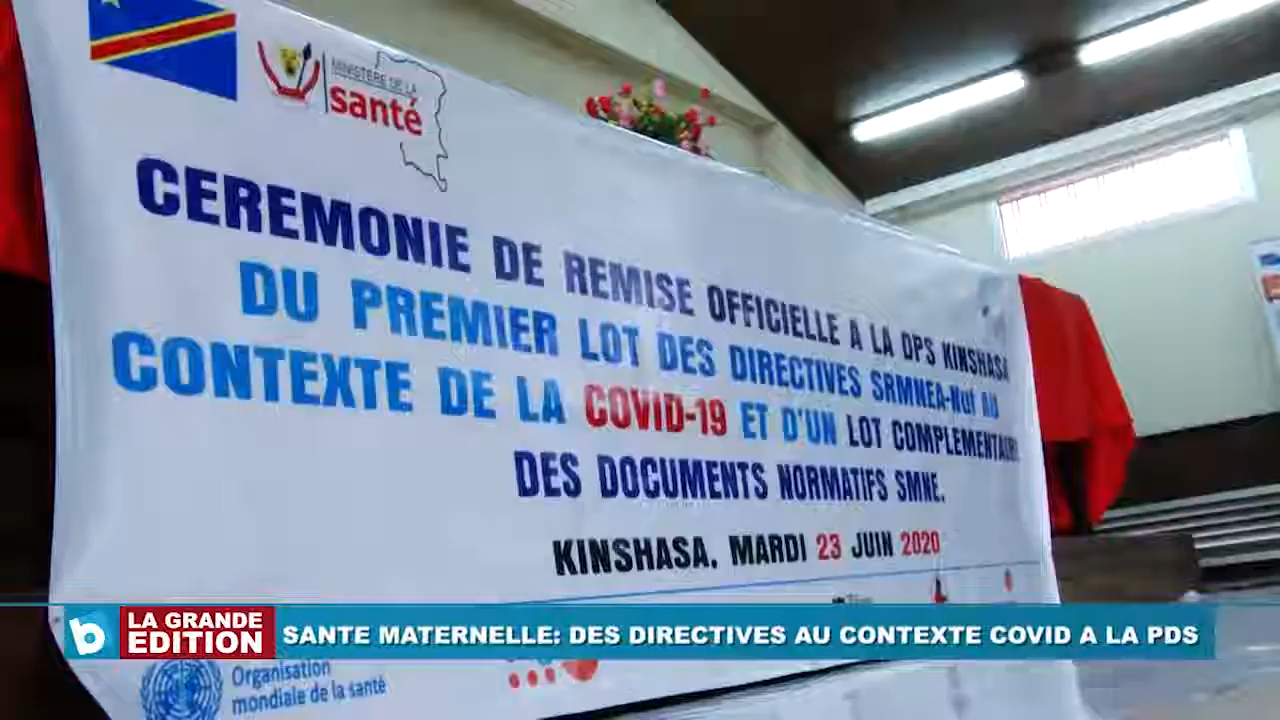 MINISTERE DE LA
santé
CEREMONIE DE REMISE OFFICIELLE A LA DPS KINSHASA
DU PREMIER LOT DES DIRECTIVES SRMNEA-Nut AU
CONTEXTE DE LA COVID-19 ET D'UN LOT COMPLEMENTAIRE
DES DOCUMENTS NORMATIFS SMNE.
KINSHASA, MARDI 23 JUIN 2020
b
LA GRANDE
EDITION
SANTE MATERNELLE: DES DIRECTIVES AU CONTEXTE COVID A LA PDS
Organisation
mondiale de la santé